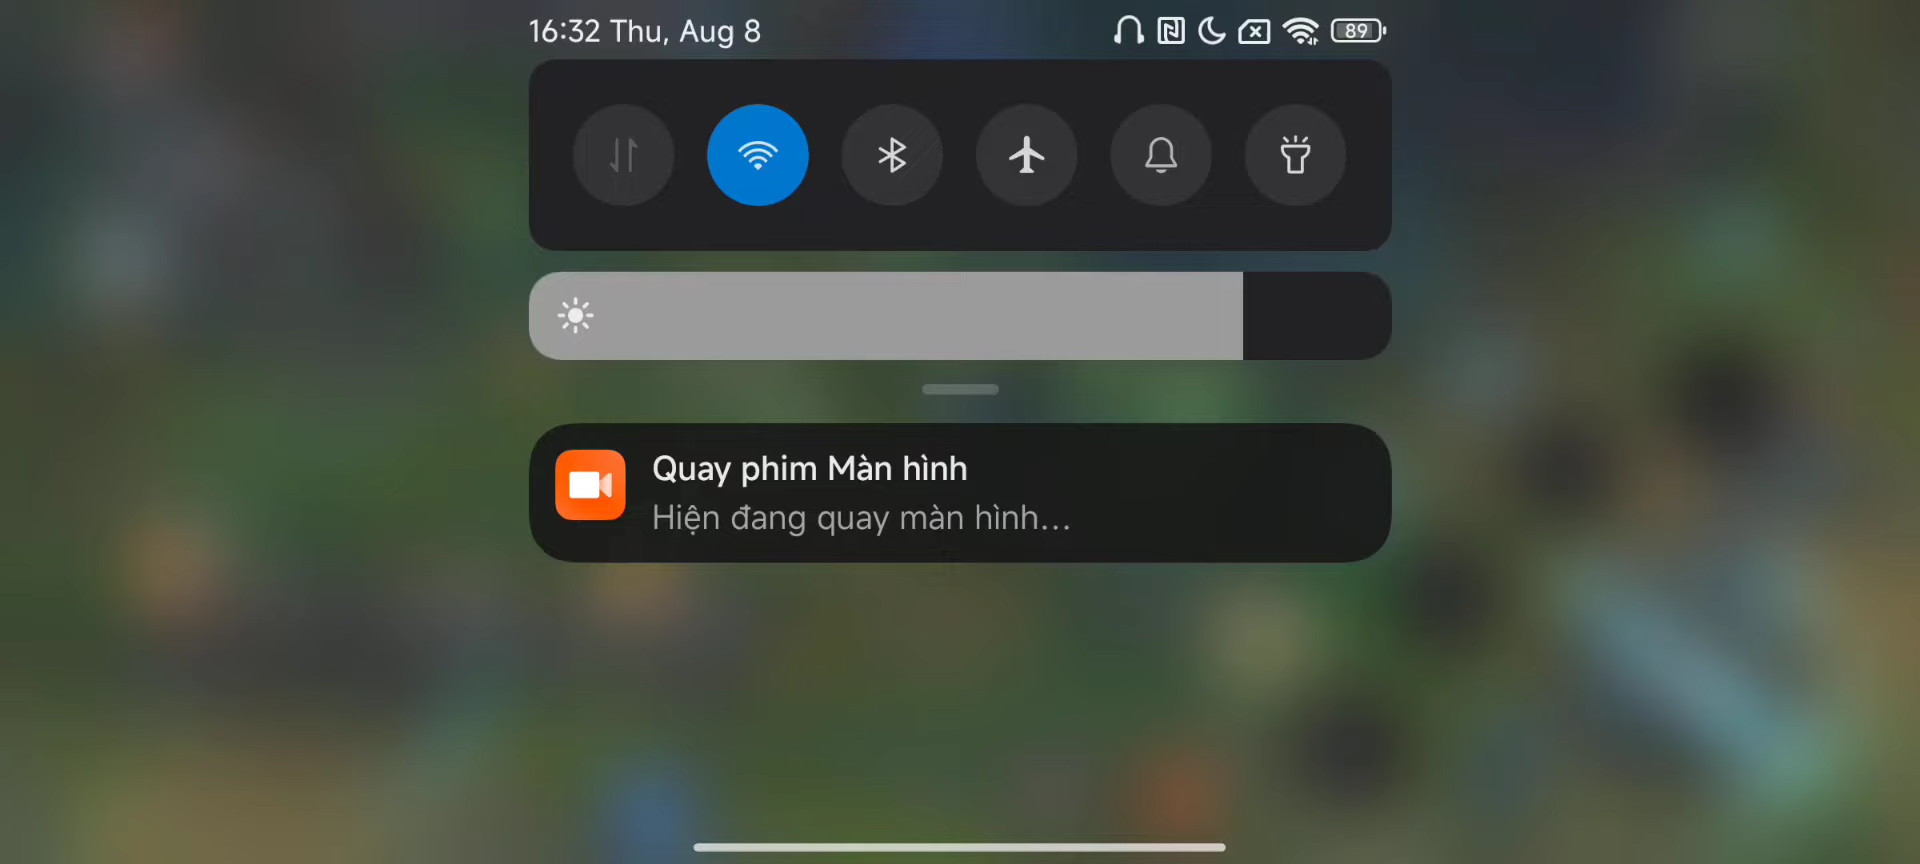 16:32 Thu, Aug 8
89
Quay phim Màn hình
Hiện đang quay màn hình...